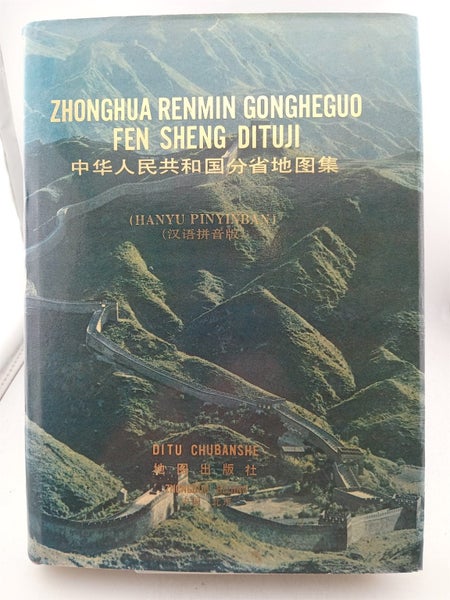 ZHONGHUA RENMIN GONGHEGUO
FEN SHENG DITUJI
中华人民共和国分省地图集
(HANYU PINYINBAN)
(汉语拼音版)
DITU CHUBANSHE
地图出版社